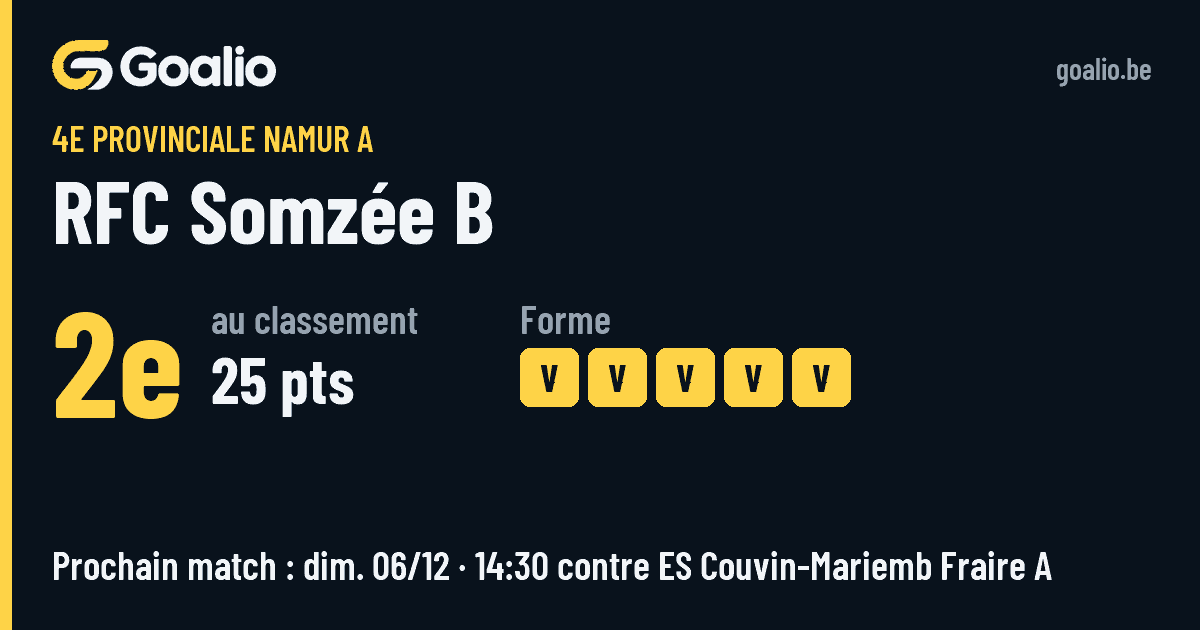 Goalio
goalio.be
4E PROVINCIALE NAMUR A
RFC Somzée B
2e
au classement
25 pts
Forme
V V V V V
Prochain match : dim. 06/12 · 14:30 contre ES Couvin-Mariemb Fraire A